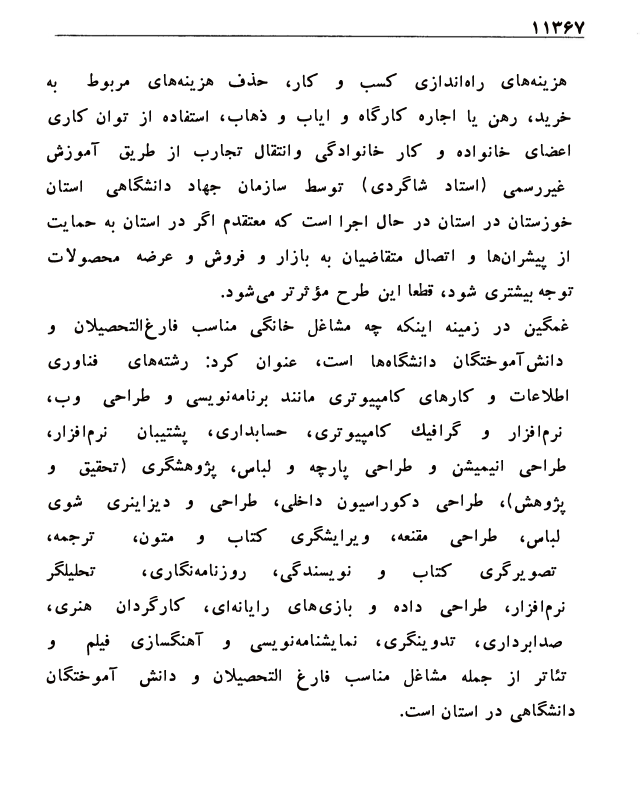 ۱۱۳۶۷
هزینه‌های راه‌اندازی کسب و کار، حذف هزینه‌های مربوط به
خرید، رهن یا اجاره کارگاه و ایاب و ذهاب، استفاده از توان کاری
اعضای خانواده و کار خانوادگی وانتقال تجارب از طریق آموزش
غیررسمی (استاد شاگردی) توسط سازمان جهاد دانشگاهی استان
خوزستان در استان در حال اجرا است که معتقدم اگر در استان به حمایت
از پیشران‌ها و اتصال متقاضیان به بازار و فروش و عرضه محصولات
توجه بیشتری شود، قطعا این طرح مؤثرتر می‌شود.
غمگین در زمینه اینکه چه مشاغل خانگی مناسب فارغ‌التحصیلان و
دانش‌آموختگان دانشگاه‌ها است، عنوان کرد: رشته‌های فناوری
اطلاعات و کارهای کامپیوتری مانند برنامه‌نویسی و طراحی وب،
نرم‌افزار و گرافیک کامپیوتری، حسابداری، پشتیبان نرم‌افزار،
طراحی انیمیشن و طراحی پارچه و لباس، پژوهشگری (تحقیق و
پژوهش)، طراحی دکوراسیون داخلی، طراحی و دیزاینری شوی
لباس، طراحی مقنعه، ویرایشگری کتاب و متون، ترجمه،
تصویرگری کتاب و نویسندگی، روزنامه‌نگاری، تحلیلگر
نرم‌افزار، طراحی داده و بازی‌های رایانه‌ای، کارگردان هنری،
صدابرداری، تدوینگری، نمایشنامه‌نویسی و آهنگسازی فیلم و
تئاتر از جمله مشاغل مناسب فارغ التحصیلان و دانش آموختگان
دانشگاهی در استان است.